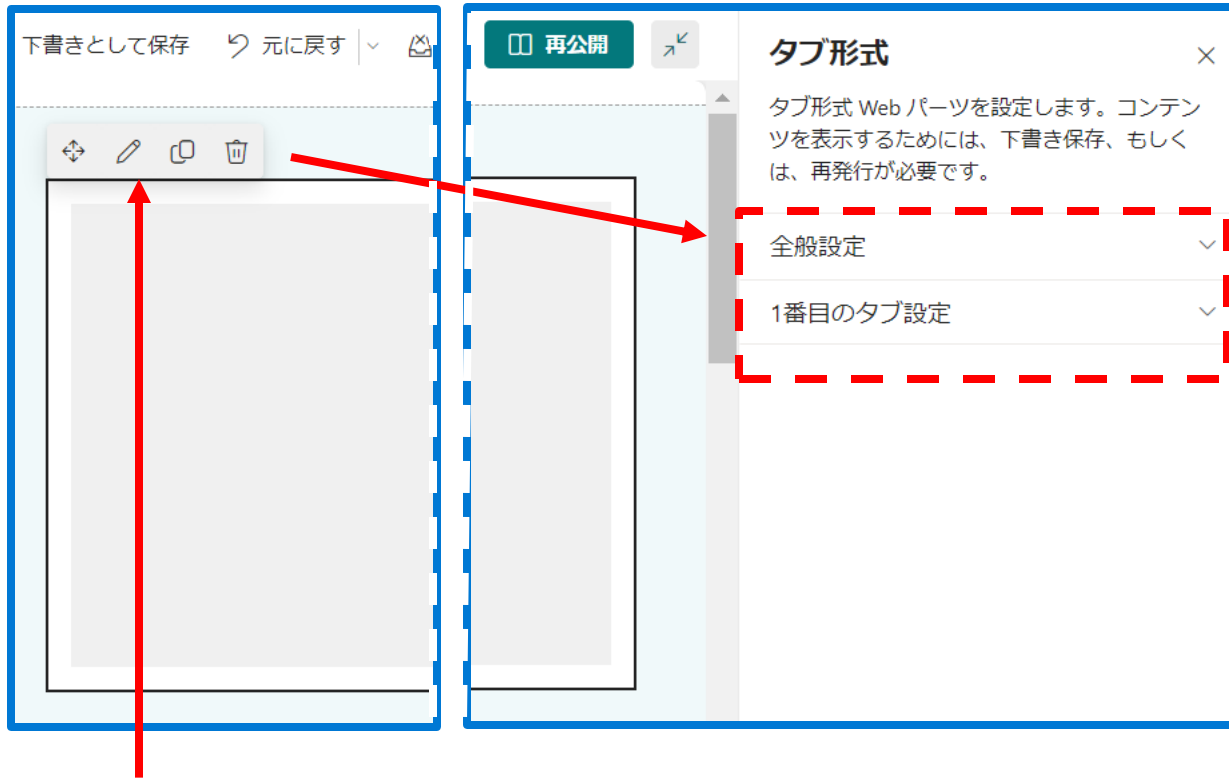 下書きとして保存 元に戻す
再公開
タブ形式
タブ形式 Web パーツを設定します。コンテン
ツを表示するためには、下書き保存、もしく
は、再発行が必要です。
全般設定
1番目のタブ設定